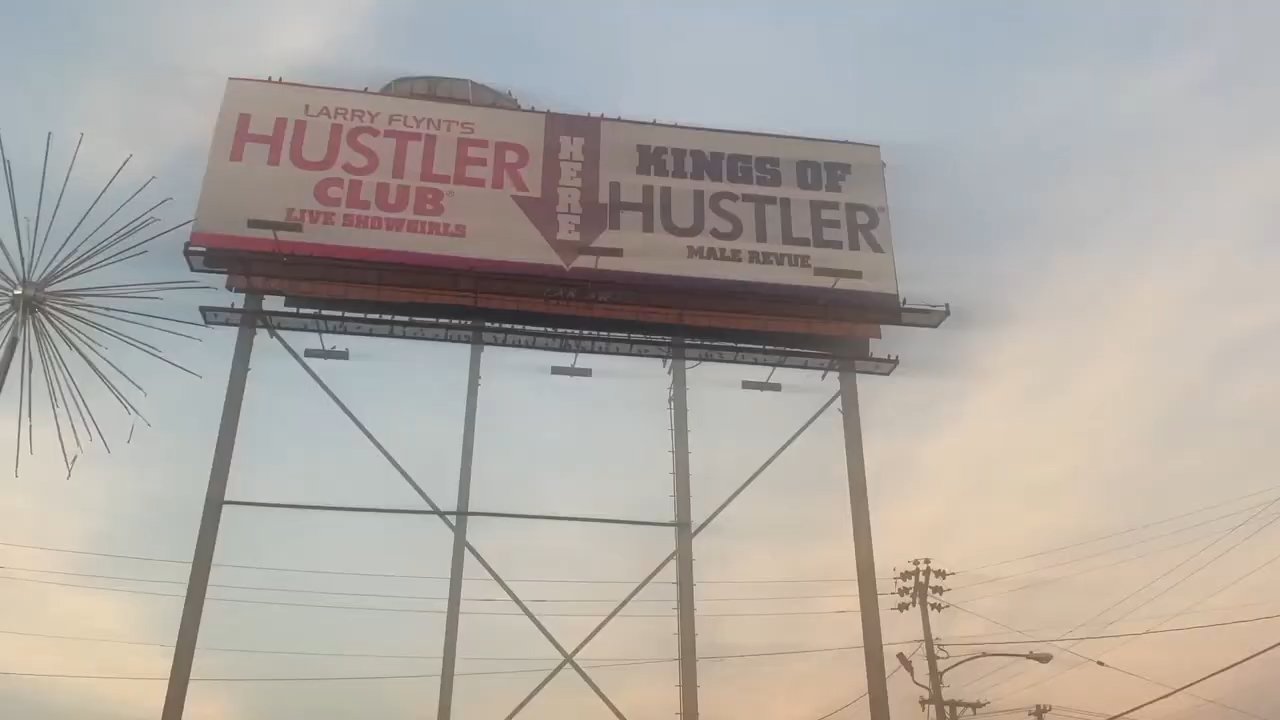 LARRY FLYNT'S
HUSTLER
CLUB®
LIVE SHOWGIRLS
HERE
KINGS OF
HUSTLER®
MALE REVUE